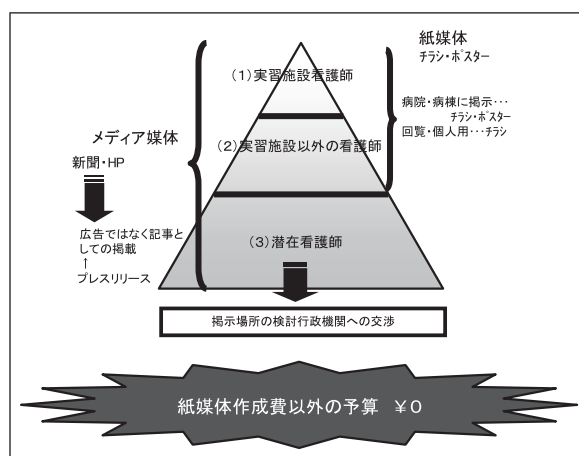 紙媒体
チラシ・ポスター
(1)実習施設看護師
病院・病棟に掲示･･･
チラシ・ポスター
回覧・個人用･･･チラシ
メディア媒体
(2)実習施設以外の看護師
新聞・HP
広告ではなく記事と
しての掲載
↑
プレスリリース
(3)潜在看護師
掲示場所の検討行政機関への交渉
紙媒体作成費以外の予算 ￥0